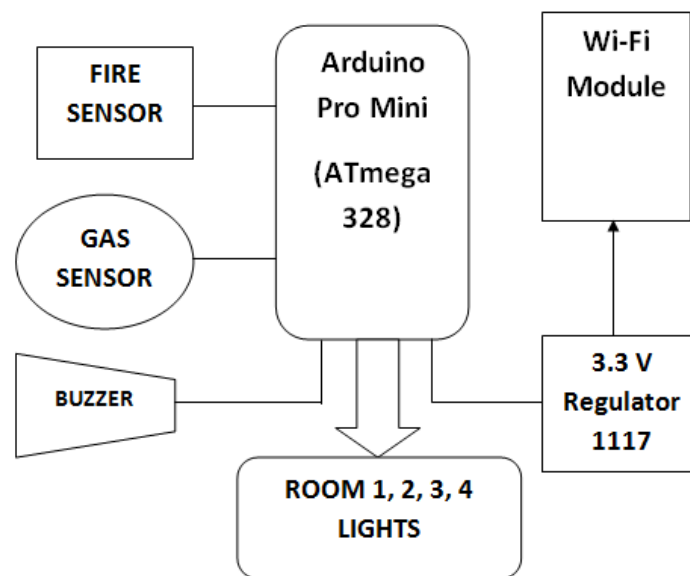 FIRE
SENSOR
Arduino
Pro Mini
(ATmega
328)
Wi-Fi
Module
GAS
SENSOR
BUZZER
3.3 V
Regulator
1117
ROOM 1, 2, 3, 4
LIGHTS